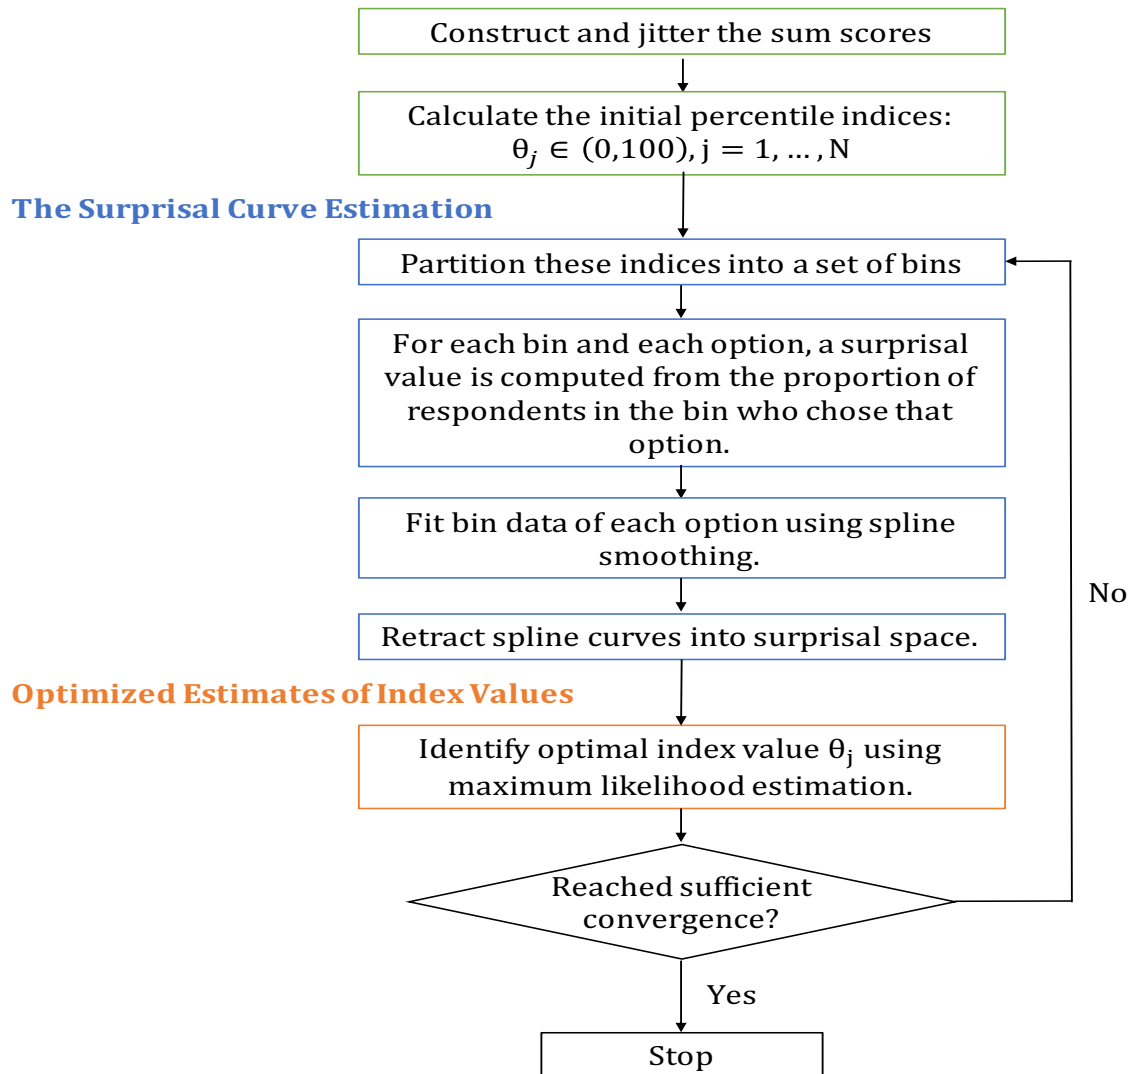 Construct and jitter the sum scores
Calculate the initial percentile indices:
θⱼ ∈ (0,100), j = 1, … , N
The Surprisal Curve Estimation
Partition these indices into a set of bins
For each bin and each option, a surprisal
value is computed from the proportion of
respondents in the bin who chose that
option.
Fit bin data of each option using spline
smoothing.
Retract spline curves into surprisal space.
No
Optimized Estimates of Index Values
Identify optimal index value θⱼ using
maximum likelihood estimation.
Reached sufficient
convergence?
Yes
Stop